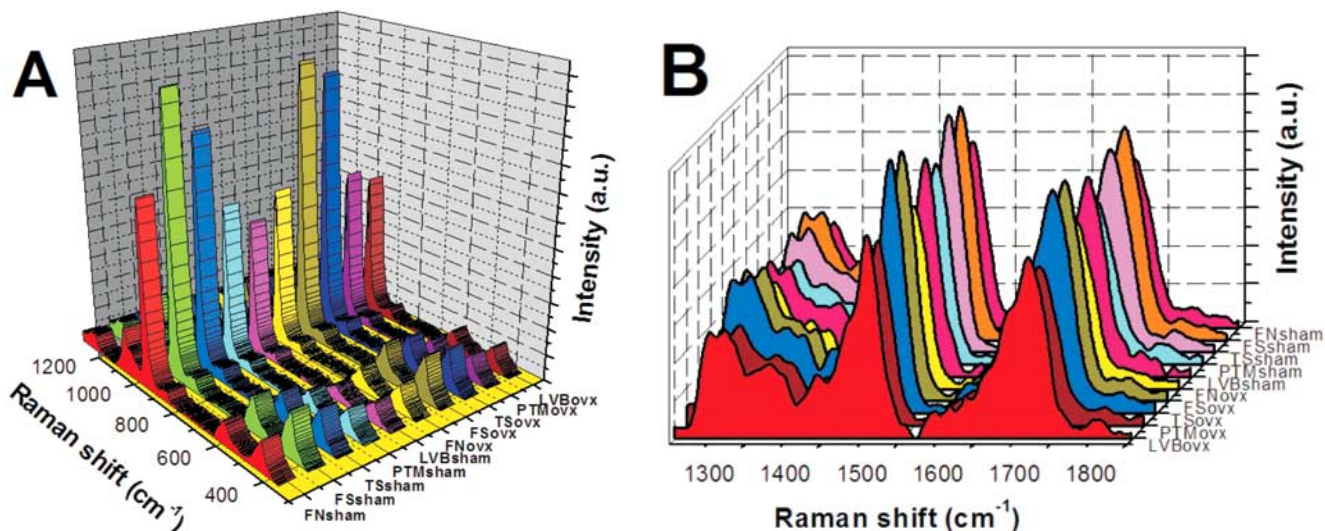 A
Intensity (a.u.)
1200
1000
800
600
400
Raman shift (cm⁻¹)
FNsham
FSsham
TSsham
PTMsham
LVBsham
FNovx
FSovx
TSovx
PTMovx
LVBovx
B
Intensity (a.u.)
FNsham
FSsham
TSsham
PTMsham
LVBsham
FNovx
FSovx
TSovx
PTMovx
LVBovx
1300 1400 1500 1600 1700 1800
Raman shift (cm⁻¹)